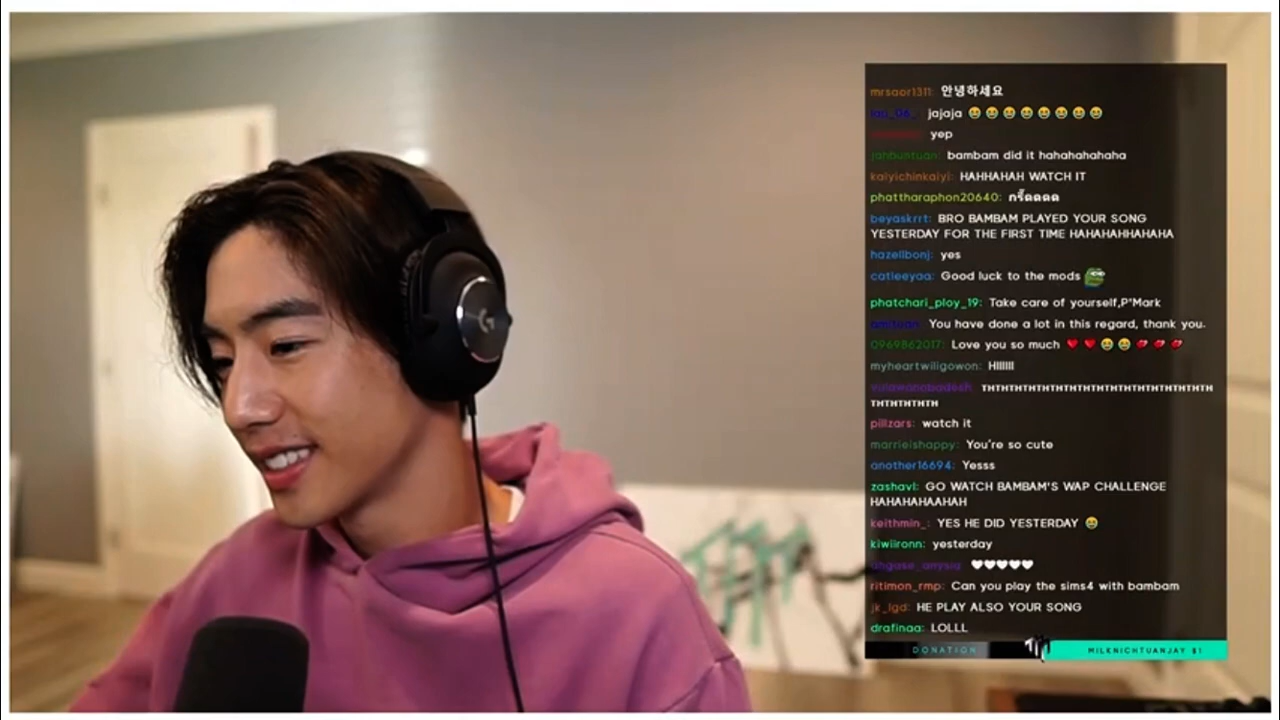 mrsaor1311: 안녕하세요
jajaja 😂 😂 😂 😂 😂 😂 😂 😂
yep
jahbuntuan: bambam did it hahahahahaha
kaiyichinkaiyi: HAHHAHAH WATCH IT
phattharaphon20640: กรี๊ดดดด
beyaskrrt: BRO BAMBAM PLAYED YOUR SONG
YESTERDAY FOR THE FIRST TIME HAHAHAHHAHAHA
hazellbonj: yes
catleeyaa: Good luck to the mods
phatchari_ploy_19: Take care of yourself,P'Mark
You have done a lot in this regard, thank you.
0969862017: Love you so much ❤️ ❤️ 😂 😂 💋 💋 💋
myheartwiligowon: HIIIIII
pillzars: watch it
marrieishappy: You're so cute
another16694: Yesss
zashavl: GO WATCH BAMBAM'S WAP CHALLENGE
HAHAHAHAAHAH
keithmin_: YES HE DID YESTERDAY 😂
kiwiironn: yesterday
ahgase_anysia: 🤍🤍🤍🤍🤍
ritimon_rmp: Can you play the sims4 with bambam
jk_lgd: HE PLAY ALSO YOUR SONG
drafinaa: LOLLL
DONATION MILKNICHTUANJAY $1